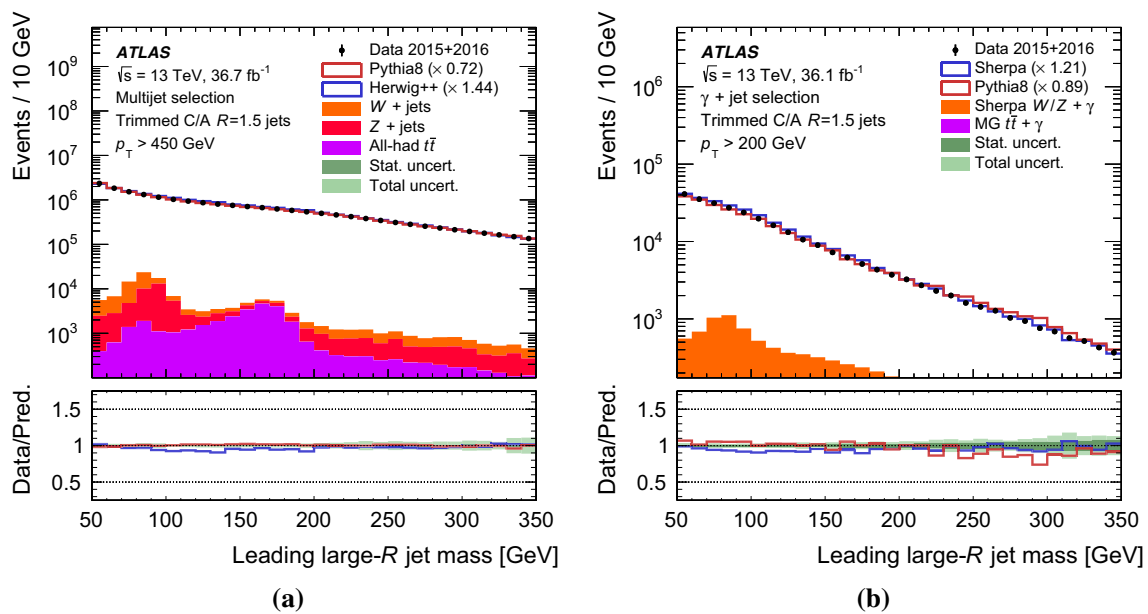 Events / 10 GeV
10⁹
10⁸
10⁷
10⁶
10⁵
10⁴
10³
ATLAS
√s = 13 TeV, 36.7 fb⁻¹
Multijet selection
Trimmed C/A R=1.5 jets
p_T > 450 GeV
Data 2015+2016
Pythia8 (× 0.72)
Herwig++ (× 1.44)
W + jets
Z + jets
All-had tt̄
Stat. uncert.
Total uncert.
Data/Pred.
1.5
1
0.5
50 100 150 200 250 300 350
Leading large-R jet mass [GeV]
(a)
Events / 10 GeV
10⁶
10⁵
10⁴
10³
ATLAS
√s = 13 TeV, 36.1 fb⁻¹
γ + jet selection
Trimmed C/A R=1.5 jets
p_T > 200 GeV
Data 2015+2016
Sherpa (× 1.21)
Pythia8 (× 0.89)
Sherpa W/Z + γ
MG tt̄ + γ
Stat. uncert.
Total uncert.
Data/Pred.
1.5
1
0.5
50 100 150 200 250 300 350
Leading large-R jet mass [GeV]
(b)